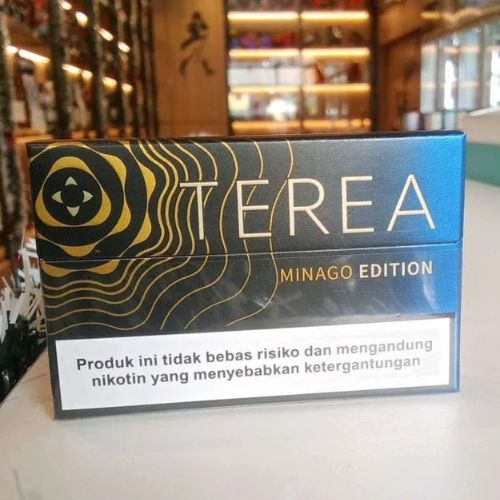 TEREA
MINAGO EDITION
Produk ini tidak bebas risiko dan mengandung
nikotin yang menyebabkan ketergantungan